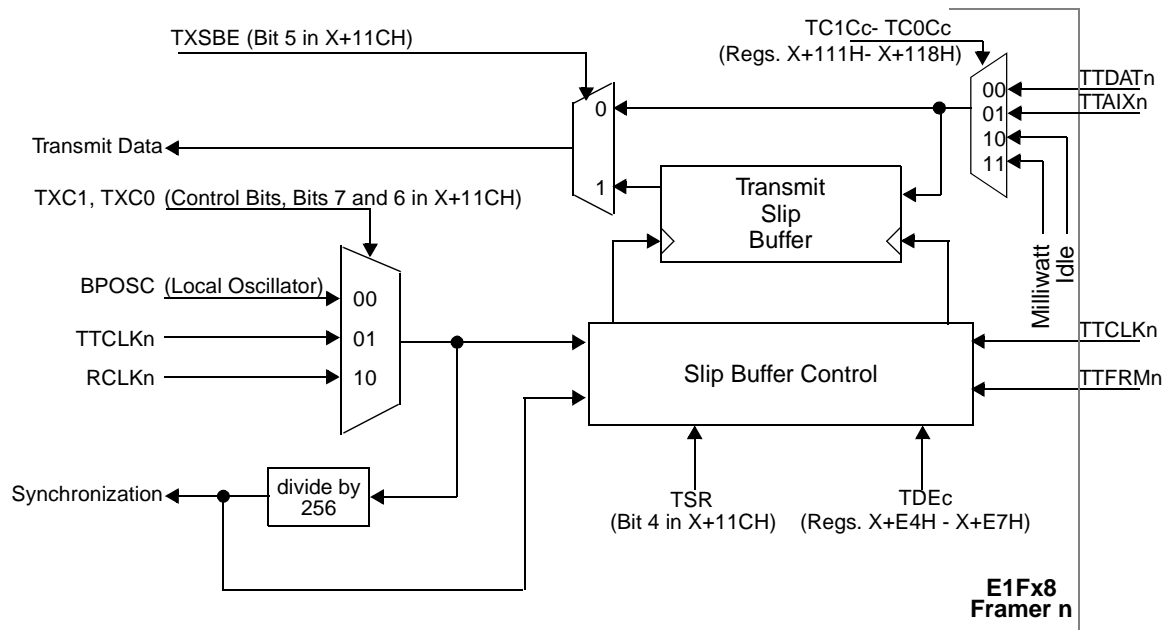 TXSBE (Bit 5 in X+11CH)
TC1Cc- TC0Cc
(Regs. X+111H- X+118H)
TTDATn
TTAIXn
00
01
10
11
0
1
Transmit Data
Transmit
Slip
Buffer
TXC1, TXC0 (Control Bits, Bits 7 and 6 in X+11CH)
Milliwatt
Idle
BPOSC (Local Oscillator)
TTCLKn
RCLKn
00
01
10
Slip Buffer Control
TTCLKn
TTFRMn
Synchronization
divide by
256
TSR
(Bit 4 in X+11CH)
TDEc
(Regs. X+E4H - X+E7H)
E1Fx8
Framer n